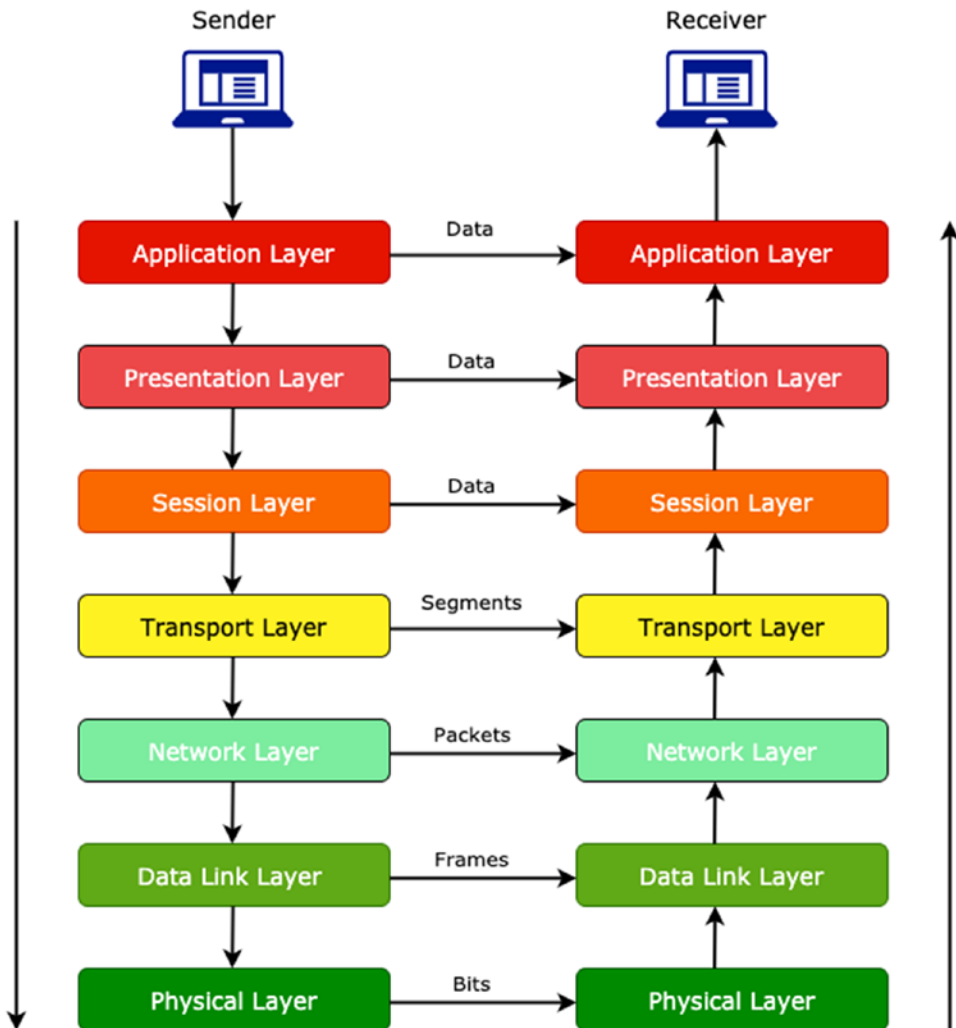 Sender
Receiver
Application Layer
Data
Application Layer
Presentation Layer
Data
Presentation Layer
Session Layer
Data
Session Layer
Transport Layer
Segments
Transport Layer
Network Layer
Packets
Network Layer
Data Link Layer
Frames
Data Link Layer
Physical Layer
Bits
Physical Layer